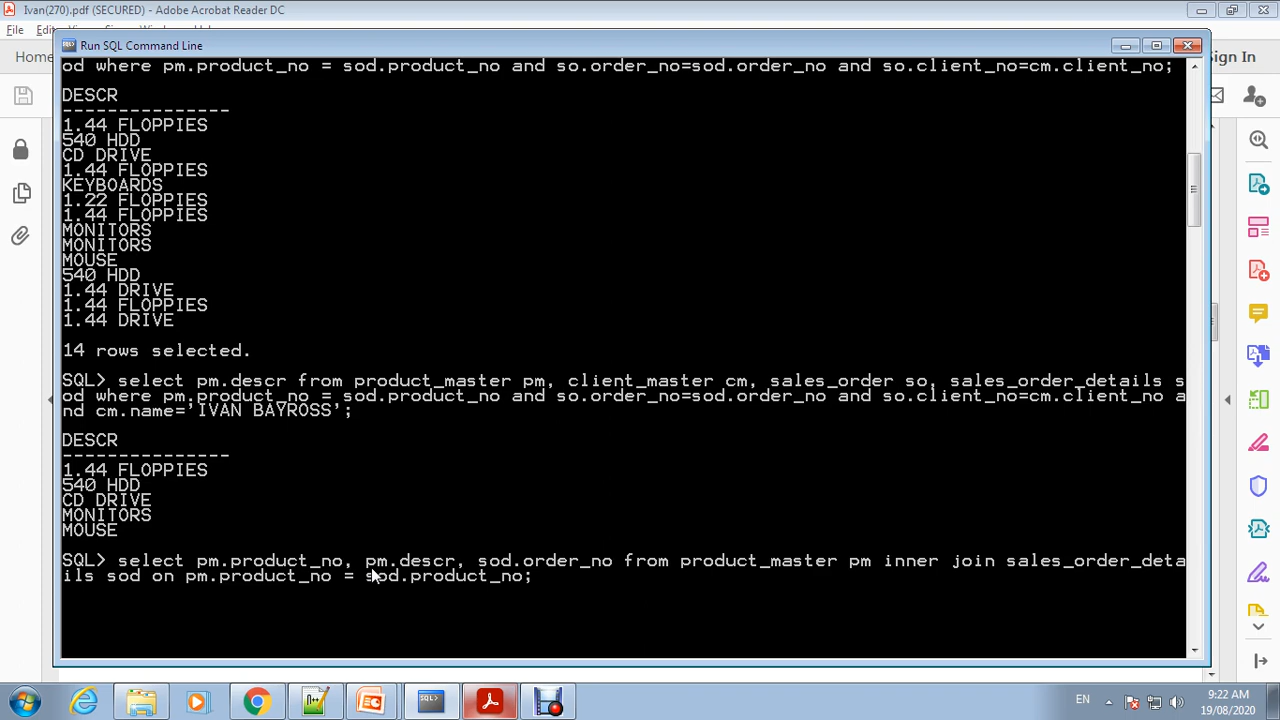 Ivan(270).pdf (SECURED) - Adobe Acrobat Reader DC
File
Home
Sign In
Run SQL Command Line
od where pm.product_no = sod.product_no and so.order_no=sod.order_no and so.client_no=cm.client_no;
DESCR
---------------
1.44 FLOPPIES
540 HDD
CD DRIVE
1.44 FLOPPIES
KEYBOARDS
1.22 FLOPPIES
1.44 FLOPPIES
MONITORS
MONITORS
MOUSE
540 HDD
1.44 DRIVE
1.44 FLOPPIES
1.44 DRIVE
14 rows selected.
SQL> select pm.descr from product_master pm, client_master cm, sales_order so, sales_order_details s
od where pm.product_no = sod.product_no and so.order_no=sod.order_no and so.client_no=cm.client_no a
nd cm.name='IVAN BAYROSS';
DESCR
---------------
1.44 FLOPPIES
540 HDD
CD DRIVE
MONITORS
MOUSE
SQL> select pm.product_no, pm.descr, sod.order_no from product_master pm inner join sales_order_deta
ils sod on pm.product_no = sod.product_no;
EN
9:22 AM
19/08/2020